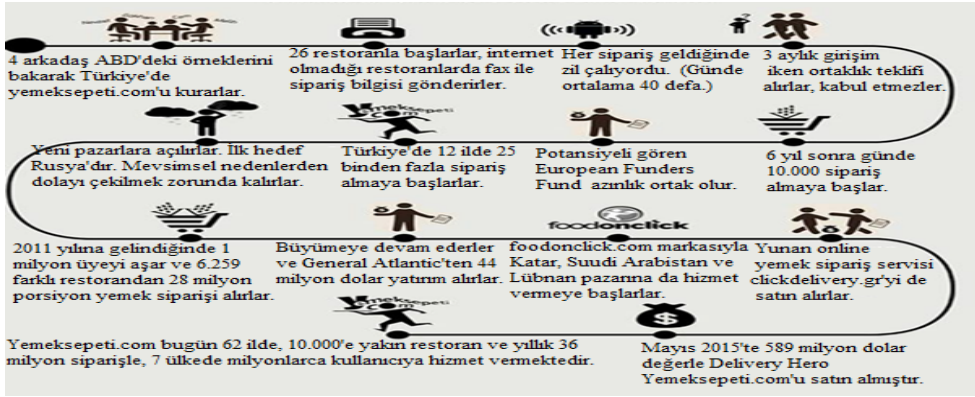 4 arkadaş ABD'deki örneklerini
bakarak Türkiye'de
yemeksepeti.com'u kurarlar.
26 restoranla başlarlar, internet
olmadığı restoranlarda fax ile
sipariş bilgisi gönderirler.
Her sipariş geldiğinde
zil çalıyordu. (Günde
ortalama 40 defa.)
?
3 aylık girişim
iken ortaklık teklifi
alırlar, kabul etmezler.
6 yıl sonra günde
10.000 sipariş
almaya başlar.
Potansiyeli gören
European Funders
Fund azınlık ortak olur.
Yemeksepeti
com
Türkiye'de 12 ilde 25
binden fazla sipariş
almaya başlarlar.
Yeni pazarlara açılırlar. İlk hedef
Rusya'dır. Mevsimsel nedenlerden
dolayı çekilmek zorunda kalırlar.
2011 yılına gelindiğinde 1
milyon üyeyi aşar ve 6.259
farklı restorandan 28 milyon
porsiyon yemek siparişi alırlar.
Büyümeye devam ederler
ve General Atlantic'ten 44
milyon dolar yatırım alırlar.
foodonclick
foodonclick.com markasıyla
Katar, Suudi Arabistan ve
Lübnan pazarına da hizmet
vermeye başlarlar.
Yunan online
yemek sipariş servisi
clickdelivery.gr'yi de
satın alırlar.
$
Mayıs 2015'te 589 milyon dolar
değerle Delivery Hero
Yemeksepeti.com'u satın almıştır.
Yemeksepeti
com
Yemeksepeti.com bugün 62 ilde, 10.000'e yakın restoran ve yıllık 36
milyon siparişle, 7 ülkede milyonlarca kullanıcıya hizmet vermektedir.